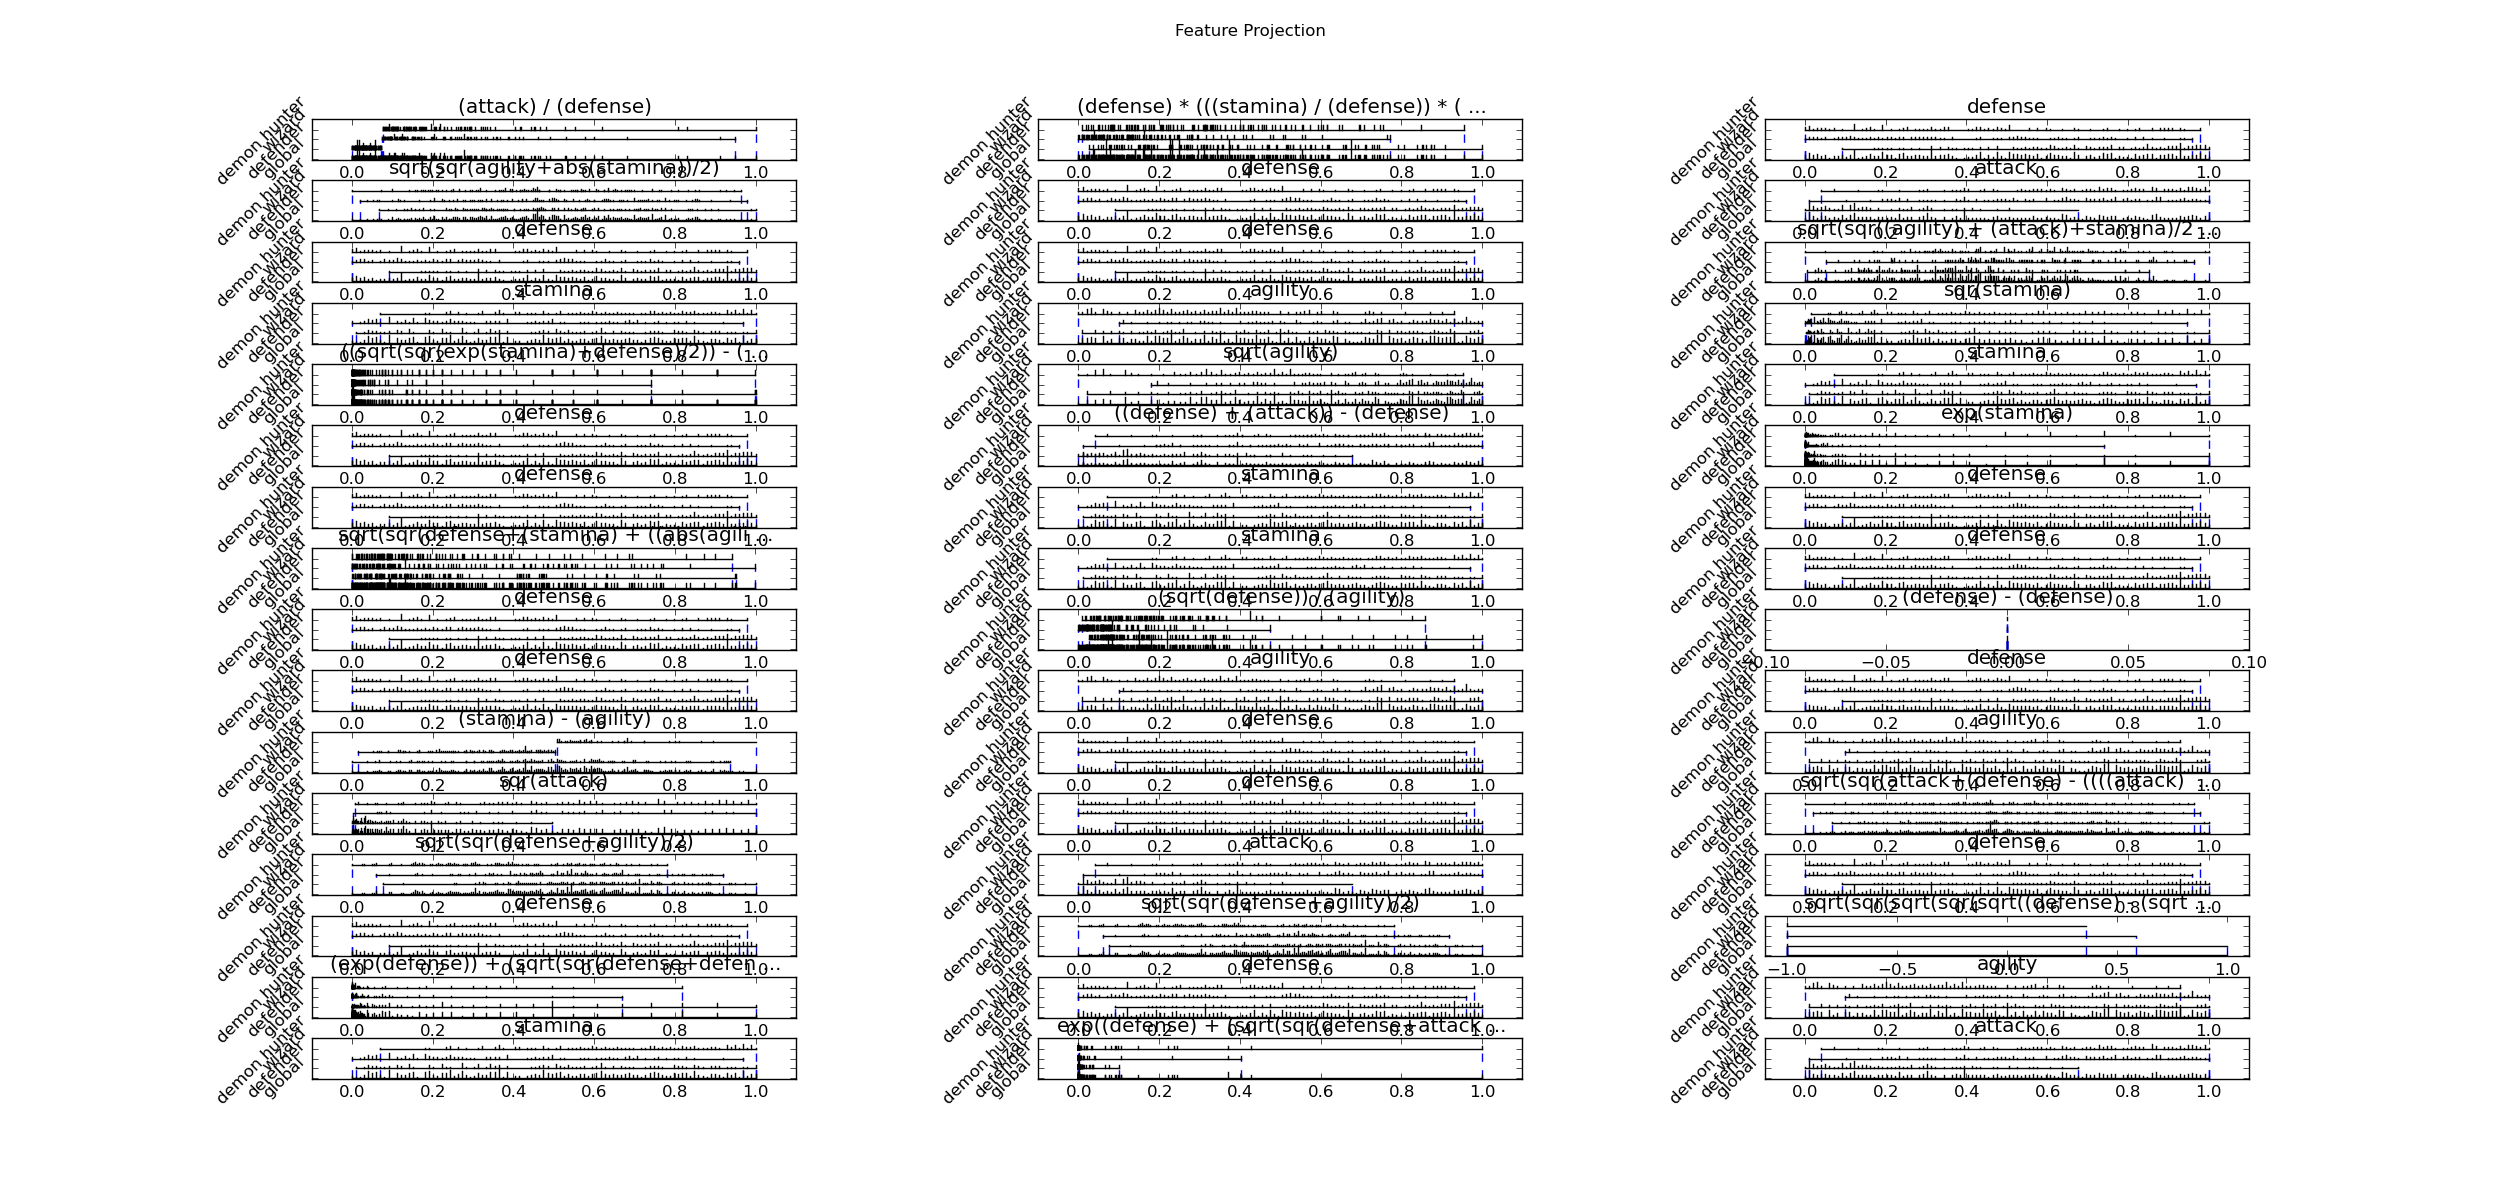 Feature Projection
(attack) / (defense) (defense) * (((stamina) / (defense)) * ( ... defense
demon hunter wizard defender global demon hunter wizard defender global demon hunter wizard defender global
0.0 0.2 0.4 0.6 0.8 1.0 0.0 0.2 0.4 0.6 0.8 1.0 0.0 0.2 0.4 0.6 0.8 1.0
sqrt(sqr(agility+abs(stamina))/2) defense attack
demon hunter wizard defender global demon hunter wizard defender global demon hunter wizard defender global
0.0 0.2 0.4 0.6 0.8 1.0 0.0 0.2 0.4 0.6 0.8 1.0 0.0 0.2 0.4 0.6 0.8 1.0
defense defense sqrt(sqr((agility) + (attack)+stamina)/2 ...
demon hunter wizard defender global demon hunter wizard defender global demon hunter wizard defender global
0.0 0.2 0.4 0.6 0.8 1.0 0.0 0.2 0.4 0.6 0.8 1.0 0.0 0.2 0.4 0.6 0.8 1.0
stamina agility sqr(stamina)
demon hunter wizard defender global demon hunter wizard defender global demon hunter wizard defender global
0.0 0.2 0.4 0.6 0.8 1.0 0.0 0.2 0.4 0.6 0.8 1.0 0.0 0.2 0.4 0.6 0.8 1.0
((sqrt(sqr(exp(stamina)+defense)/2)) - (... sqrt(agility) stamina
demon hunter wizard defender global demon hunter wizard defender global demon hunter wizard defender global
0.0 0.2 0.4 0.6 0.8 1.0 0.0 0.2 0.4 0.6 0.8 1.0 0.0 0.2 0.4 0.6 0.8 1.0
defense ((defense) + (attack)) - (defense) exp(stamina)
demon hunter wizard defender global demon hunter wizard defender global demon hunter wizard defender global
0.0 0.2 0.4 0.6 0.8 1.0 0.0 0.2 0.4 0.6 0.8 1.0 0.0 0.2 0.4 0.6 0.8 1.0
defense stamina defense
demon hunter wizard defender global demon hunter wizard defender global demon hunter wizard defender global
0.0 0.2 0.4 0.6 0.8 1.0 0.0 0.2 0.4 0.6 0.8 1.0 0.0 0.2 0.4 0.6 0.8 1.0
sqrt(sqr(defense+(stamina) + ((abs(agili ... stamina defense
demon hunter wizard defender global demon hunter wizard defender global demon hunter wizard defender global
0.0 0.2 0.4 0.6 0.8 1.0 0.0 0.2 0.4 0.6 0.8 1.0 0.0 0.2 0.4 0.6 0.8 1.0
defense (sqrt(defense)) / (agility) (defense) - (defense)
demon hunter wizard defender global demon hunter wizard defender global demon hunter wizard defender global
0.0 0.2 0.4 0.6 0.8 1.0 0.0 0.2 0.4 0.6 0.8 1.0 −0.10 −0.05 0.00 0.05 0.10
defense agility defense
demon hunter wizard defender global demon hunter wizard defender global demon hunter wizard defender global
0.0 0.2 0.4 0.6 0.8 1.0 0.0 0.2 0.4 0.6 0.8 1.0 0.0 0.2 0.4 0.6 0.8 1.0
(stamina) - (agility) defense agility
demon hunter wizard defender global demon hunter wizard defender global demon hunter wizard defender global
0.0 0.2 0.4 0.6 0.8 1.0 0.0 0.2 0.4 0.6 0.8 1.0 0.0 0.2 0.4 0.6 0.8 1.0
sqr(attack) defense sqrt(sqr(attack+(defense) - ((((attack) ...
demon hunter wizard defender global demon hunter wizard defender global demon hunter wizard defender global
0.0 0.2 0.4 0.6 0.8 1.0 0.0 0.2 0.4 0.6 0.8 1.0 0.0 0.2 0.4 0.6 0.8 1.0
sqrt(sqr(defense+agility)/2) attack defense
demon hunter wizard defender global demon hunter wizard defender global demon hunter wizard defender global
0.0 0.2 0.4 0.6 0.8 1.0 0.0 0.2 0.4 0.6 0.8 1.0 0.0 0.2 0.4 0.6 0.8 1.0
defense sqrt(sqr(defense+agility)/2) sqrt(sqr(sqrt(sqr(sqrt((defense) - (sqrt ...
demon hunter wizard defender global demon hunter wizard defender global demon hunter wizard defender global
0.0 0.2 0.4 0.6 0.8 1.0 0.0 0.2 0.4 0.6 0.8 1.0 −1.0 −0.5 0.0 0.5 1.0
(exp(defense)) + (sqrt(sqr(defense+defen ... defense agility
demon hunter wizard defender global demon hunter wizard defender global demon hunter wizard defender global
0.0 0.2 0.4 0.6 0.8 1.0 0.0 0.2 0.4 0.6 0.8 1.0 0.0 0.2 0.4 0.6 0.8 1.0
stamina exp((defense) + (sqrt(sqr(defense+attack ... attack
demon hunter wizard defender global demon hunter wizard defender global demon hunter wizard defender global
0.0 0.2 0.4 0.6 0.8 1.0 0.0 0.2 0.4 0.6 0.8 1.0 0.0 0.2 0.4 0.6 0.8 1.0